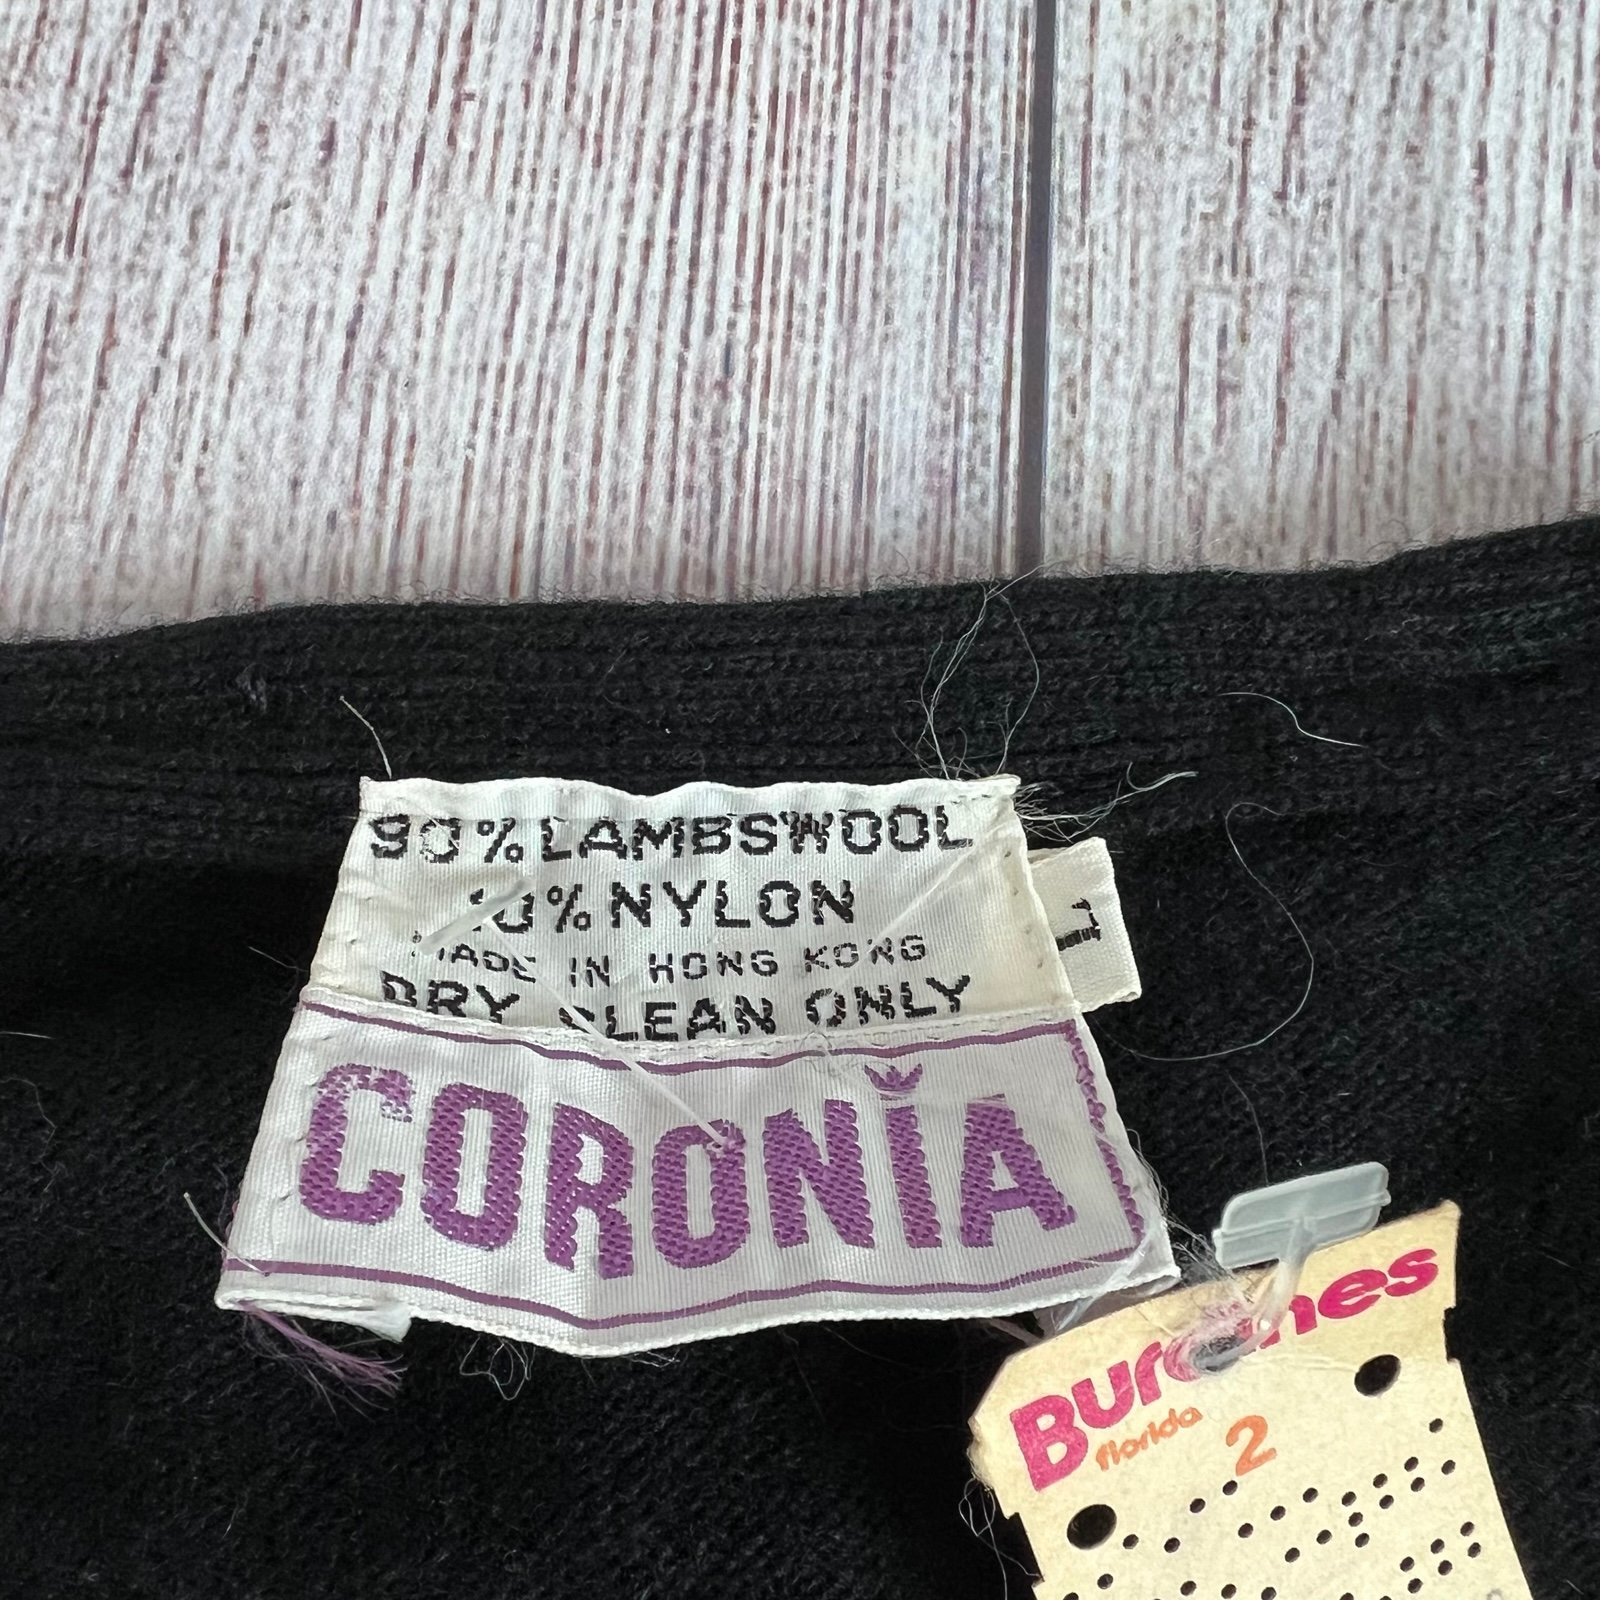 90% LAMBSWOOL
10% NYLON
MADE IN HONG KONG
DRY CLEAN ONLY
L
CORONIA
Burdines
florida
2